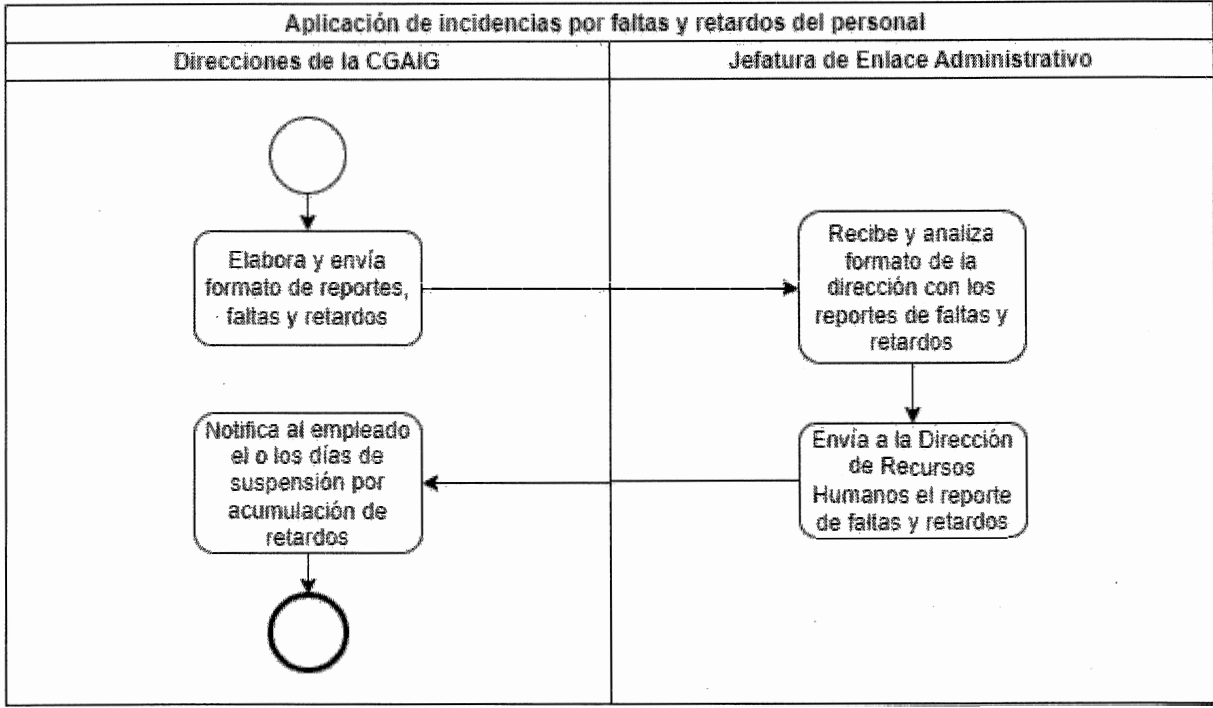 Aplicación de incidencias por faltas y retardos del personal
Direcciones de la CGAIG
Jefatura de Enlace Administrativo
Elabora y envía
formato de reportes,
faltas y retardos
Recibe y analiza
formato de la
dirección con los
reportes de faltas y
retardos
Envía a la Dirección
de Recursos
Humanos el reporte
de faltas y retardos
Notifica al empleado
el o los días de
suspensión por
acumulación de
retardos